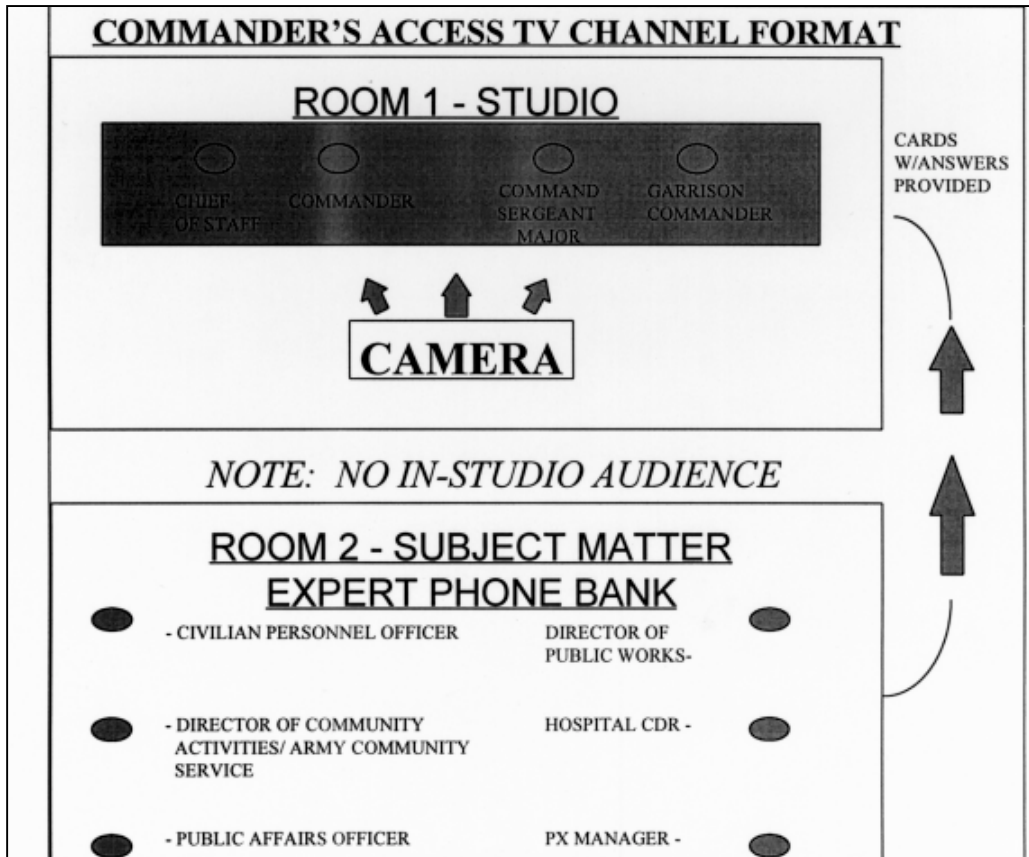 COMMANDER'S ACCESS TV CHANNEL FORMAT
ROOM 1 - STUDIO
CHIEF
OF STAFF
COMMANDER
COMMAND
SERGEANT
MAJOR
GARRISON
COMMANDER
CARDS
W/ANSWERS
PROVIDED
CAMERA
NOTE: NO IN-STUDIO AUDIENCE
ROOM 2 - SUBJECT MATTER
EXPERT PHONE BANK
- CIVILIAN PERSONNEL OFFICER
DIRECTOR OF
PUBLIC WORKS-
- DIRECTOR OF COMMUNITY
ACTIVITIES/ ARMY COMMUNITY
SERVICE
HOSPITAL CDR -
- PUBLIC AFFAIRS OFFICER
PX MANAGER -